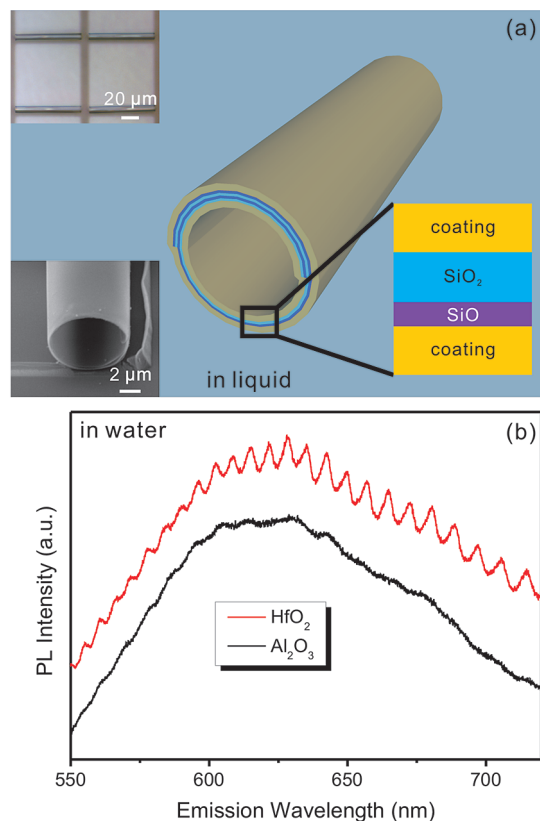 (a)
20 μm
coating
SiO₂
SiO
coating
2 μm
in liquid
in water
(b)
PL Intensity (a.u.)
HfO₂
Al₂O₃
550 600 650 700
Emission Wavelength (nm)